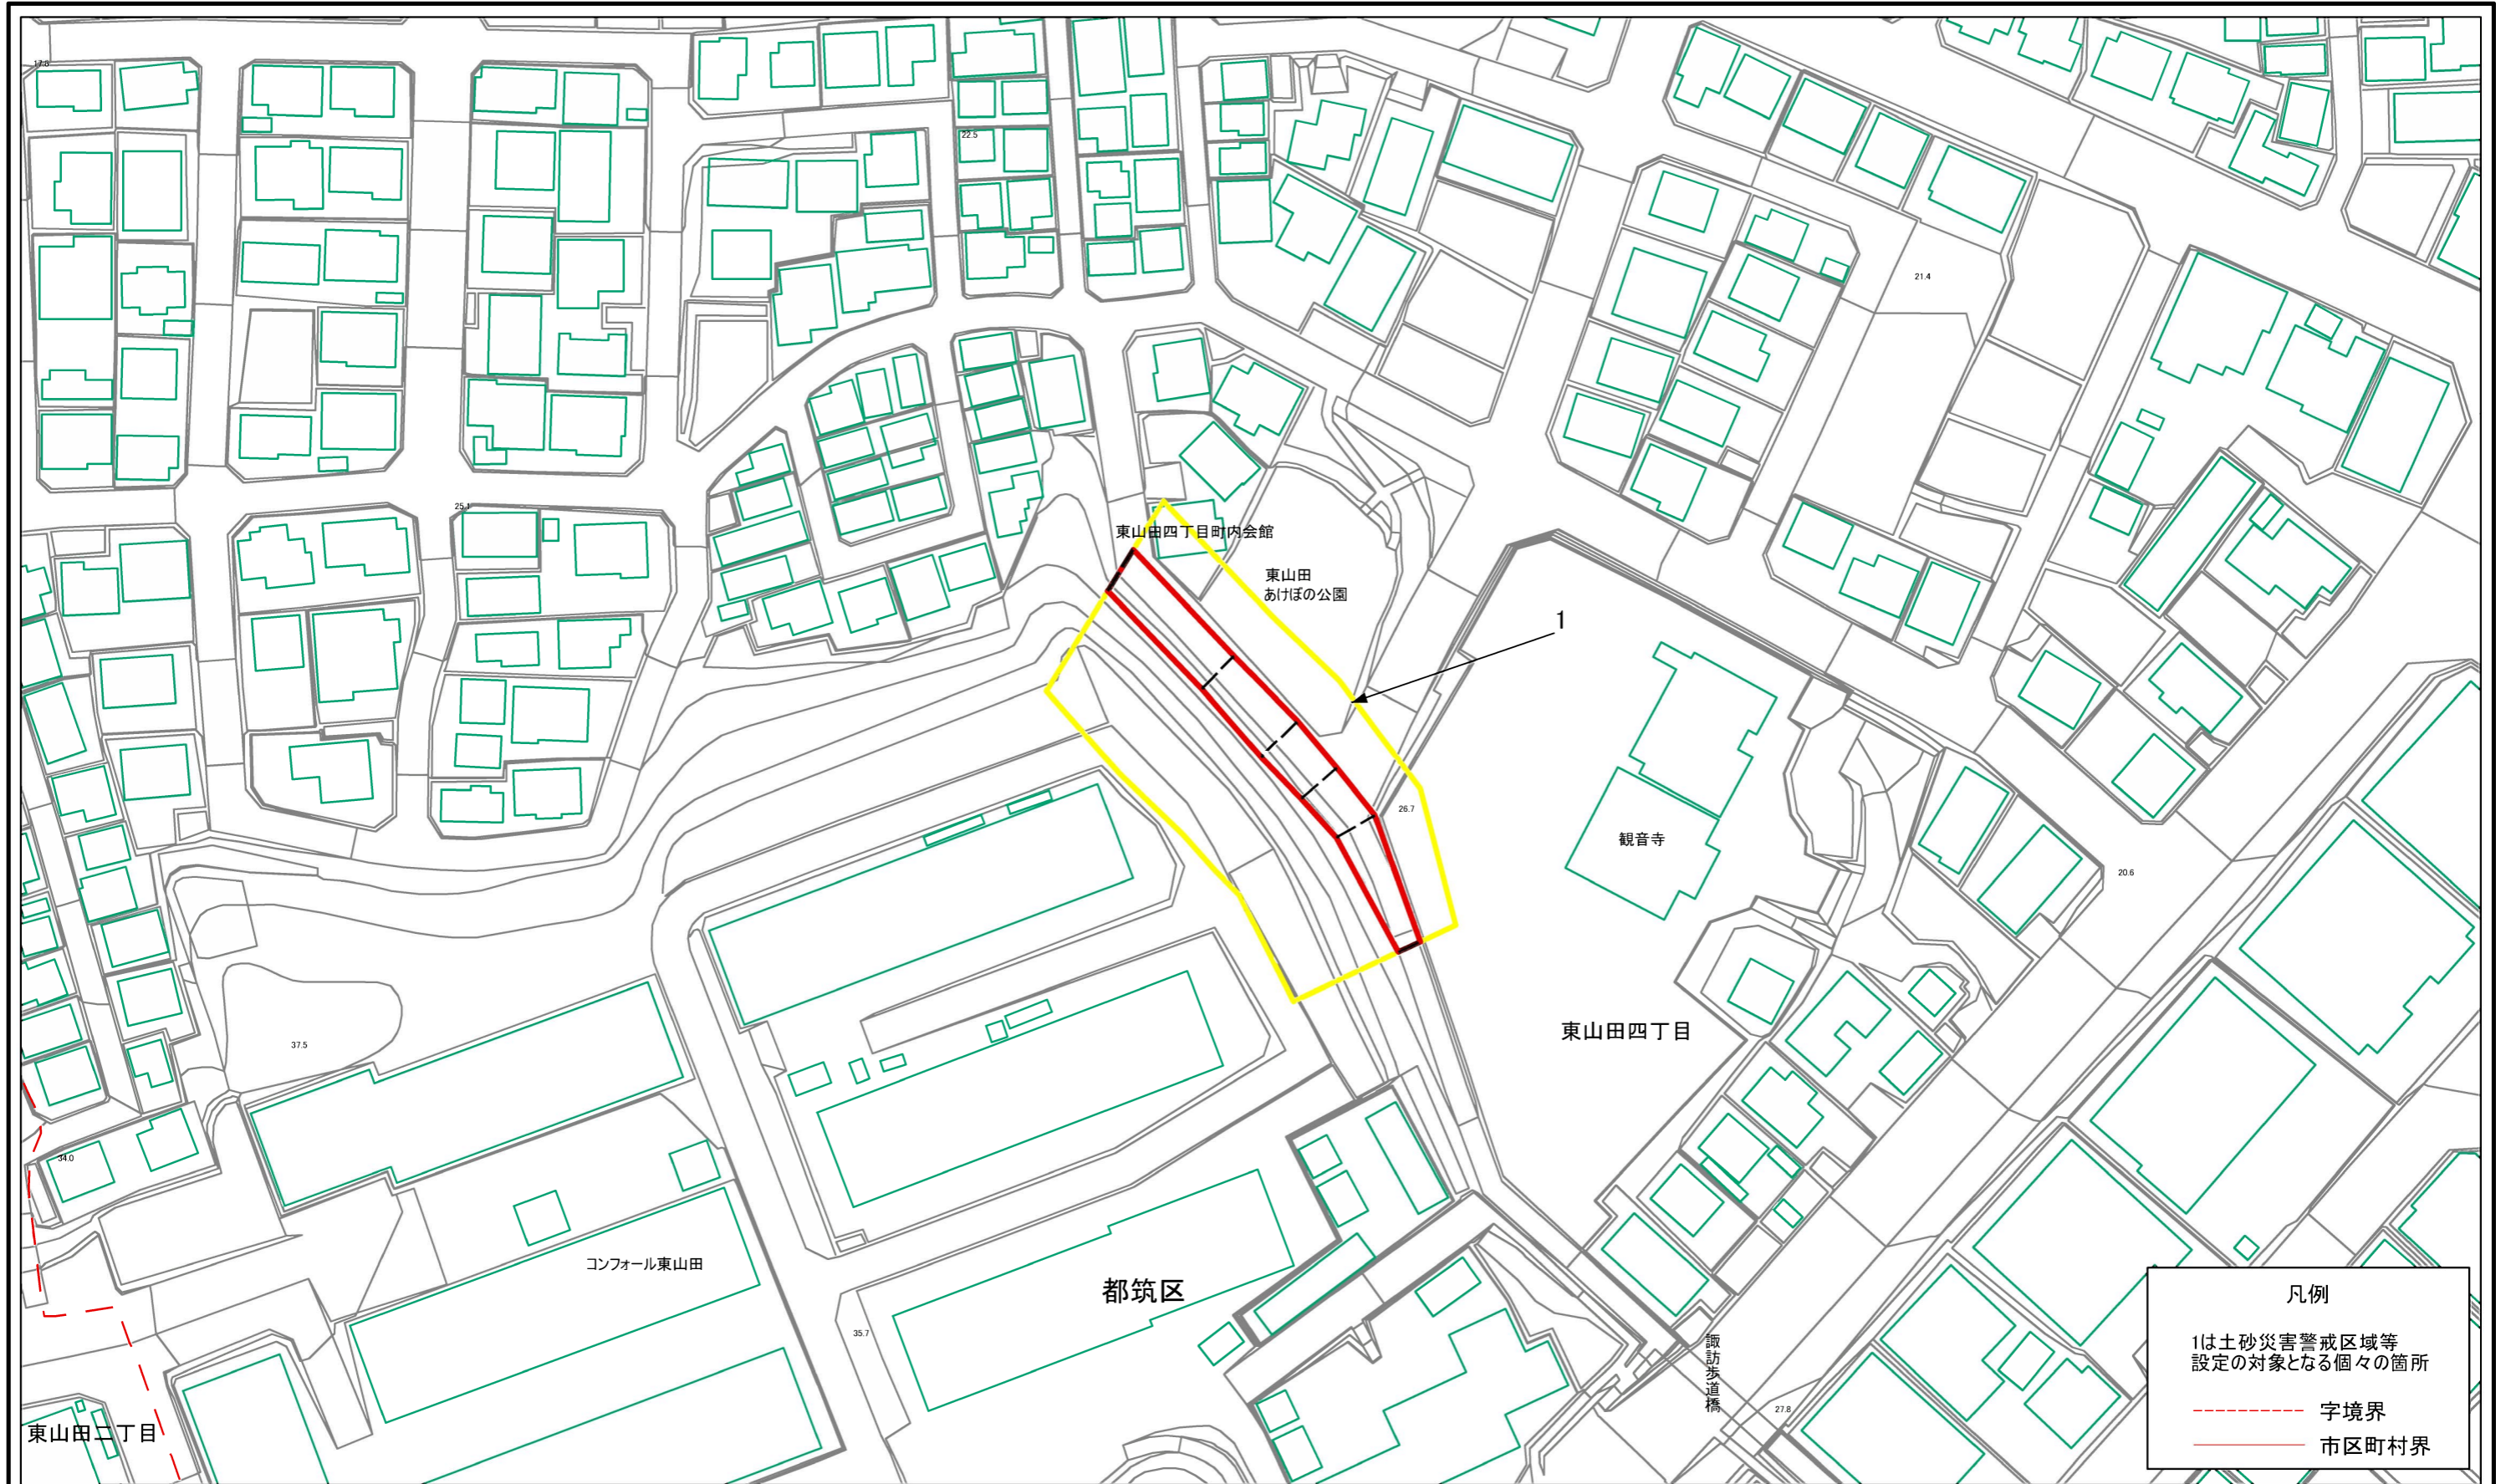 17.8
22.5
21.4
25.1
東山田四丁目町内会館
東山田
あけぼの公園
1
26.7
観音寺
20.6
37.5
東山田四丁目
34.0
コンフォール東山田
都筑区
35.7
諏訪歩道橋
27.8
東山田二丁目
凡例
1は土砂災害警戒区域等
設定の対象となる個々の箇所
字境界
市区町村界